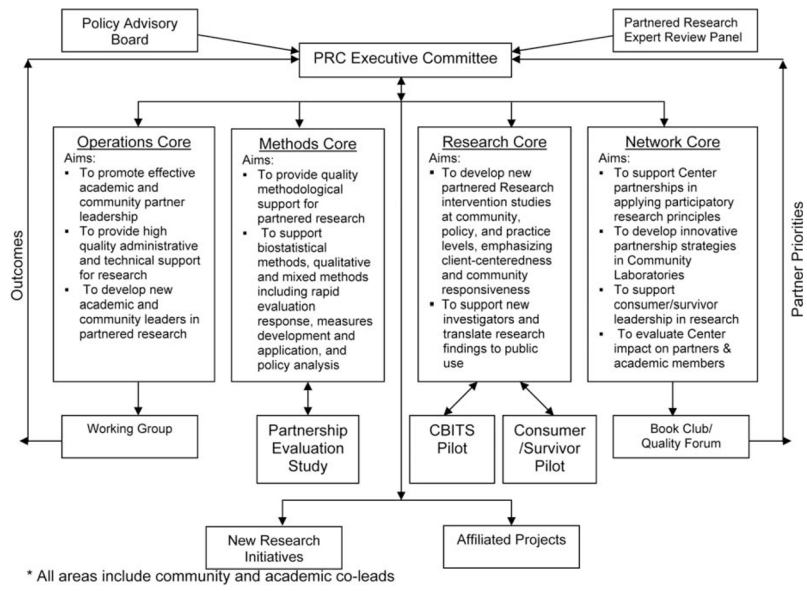 Policy Advisory
Board
Partnered Research
Expert Review Panel
PRC Executive Committee
Operations Core
Aims:
▪ To promote effective
academic and
community partner
leadership
▪ To provide high
quality administrative
and technical support
for research
▪ To develop new
academic and
community leaders in
partnered research
Methods Core
Aims:
▪ To provide quality
methodological
support for
partnered research
▪ To support
biostatistical
methods, qualitative
and mixed methods
including rapid
evaluation
response, measures
development and
application, and
policy analysis
Research Core
Aims:
▪ To develop new
partnered Research
intervention studies
at community,
policy, and practice
levels, emphasizing
client-centeredness
and community
responsiveness
▪ To support new
investigators and
translate research
findings to public
use
Network Core
Aims:
▪ To support Center
partnerships in
applying participatory
research principles
▪ To develop innovative
partnership strategies
in Community
Laboratories
▪ To support
consumer/survivor
leadership in research
▪ To evaluate Center
impact on partners &
academic members
Outcomes
Partner Priorities
Working Group
Partnership
Evaluation
Study
CBITS
Pilot
Consumer
/Survivor
Pilot
Book Club/
Quality Forum
New Research
Initiatives
Affiliated Projects
* All areas include community and academic co-leads